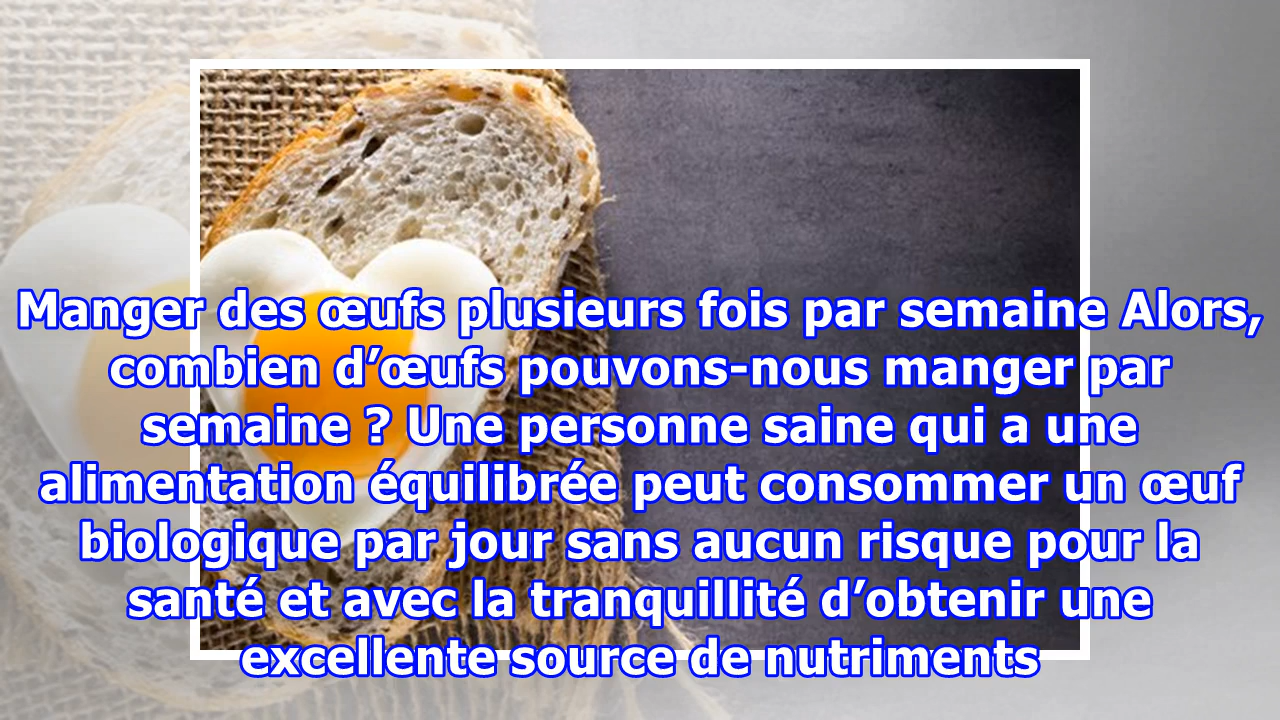 Manger des œufs plusieurs fois par semaine Alors,
combien d’œufs pouvons-nous manger par
semaine ? Une personne saine qui a une
alimentation équilibrée peut consommer un œuf
biologique par jour sans aucun risque pour la
santé et avec la tranquillité d’obtenir une
excellente source de nutriments